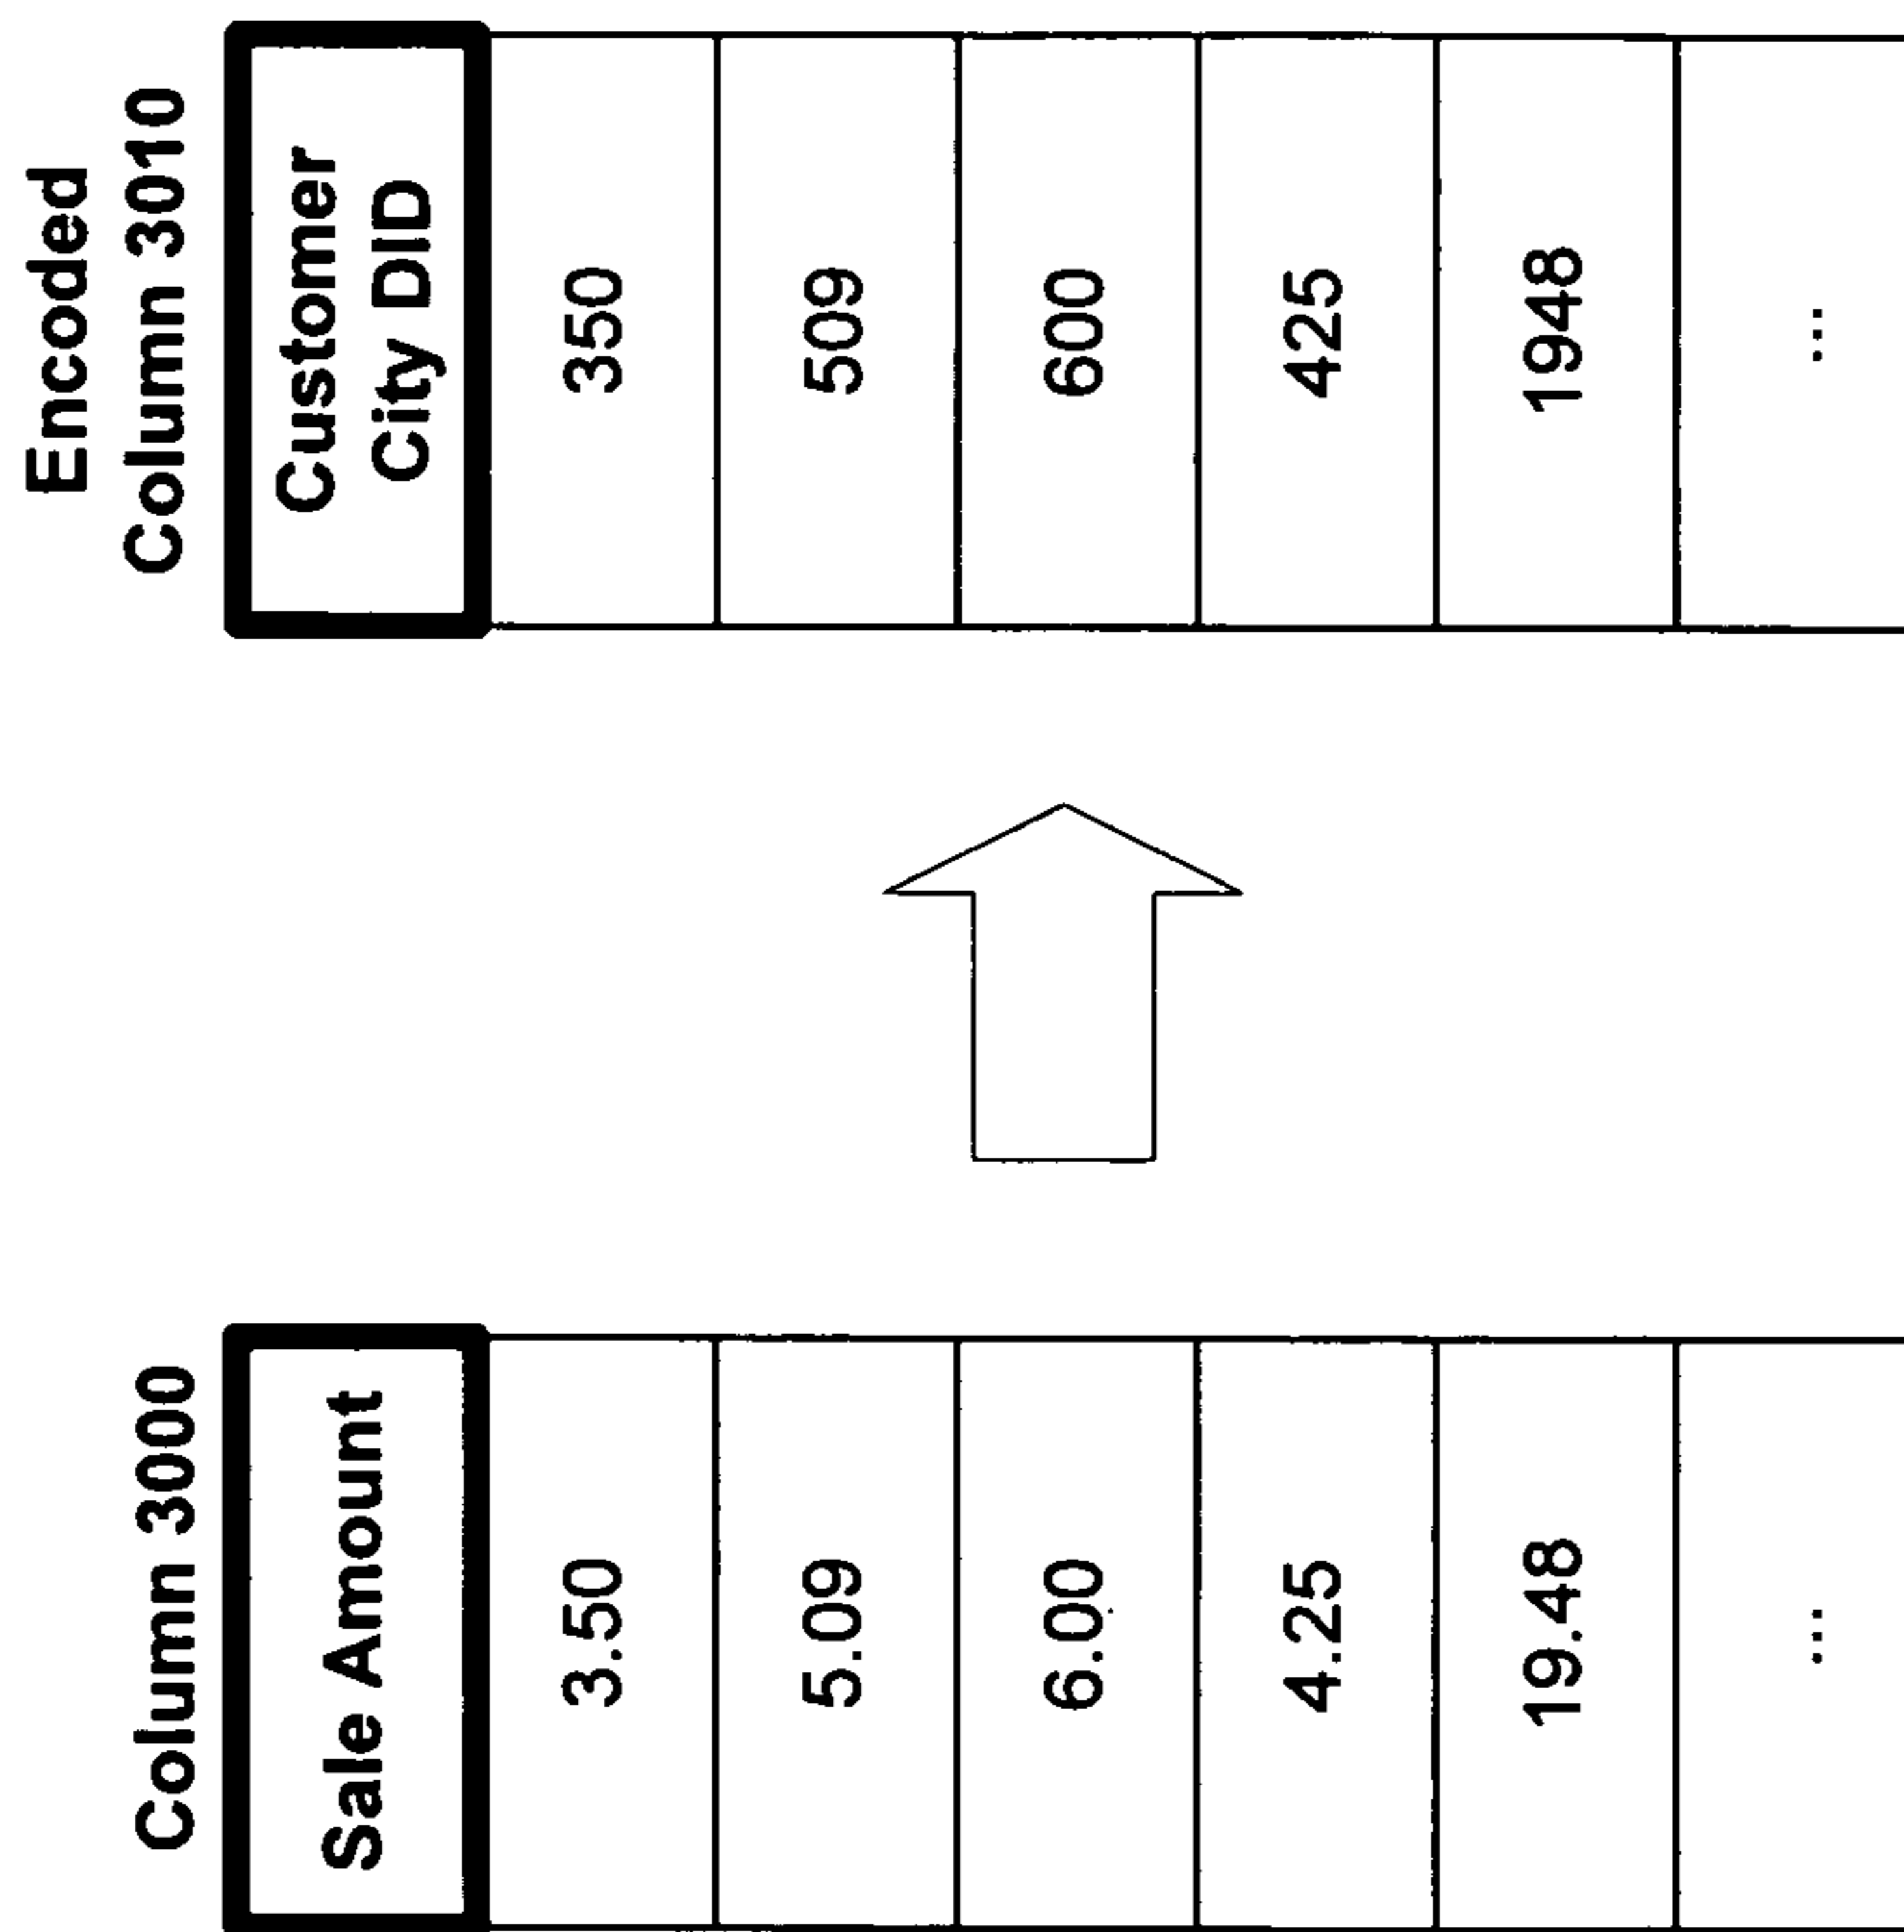 Column 3000
Sale Amount
3.50
5.09
6.00
4.25
19.48
...
Encoded
Column 3010
Customer
City DID
350
509
600
425
1948
...